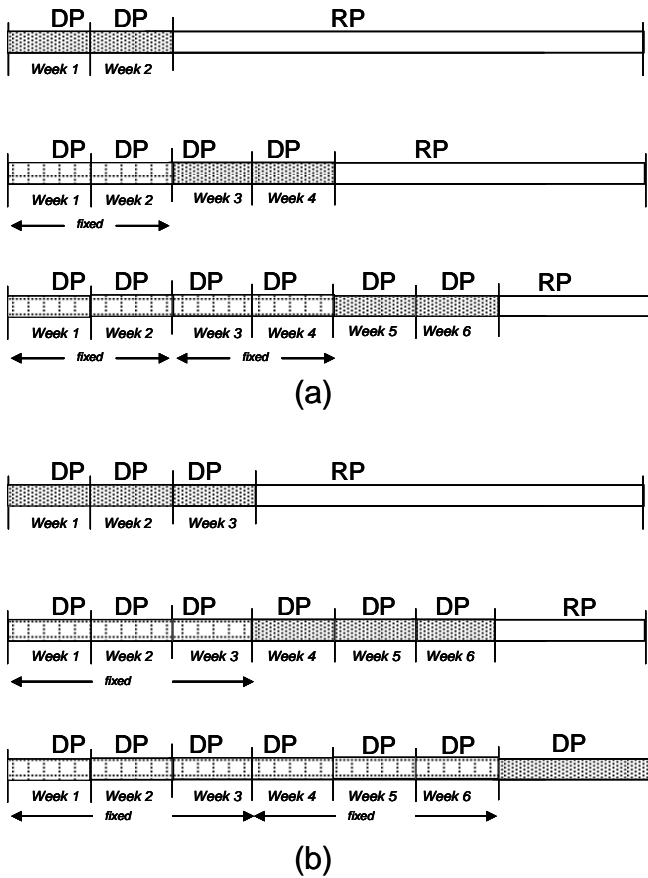 DP DP RP
Week 1 Week 2
DP DP DP DP RP
Week 1 Week 2 Week 3 Week 4
fixed
DP DP DP DP DP DP RP
Week 1 Week 2 Week 3 Week 4 Week 5 Week 6
fixed fixed
(a)
DP DP DP RP
Week 1 Week 2 Week 3
DP DP DP DP DP DP RP
Week 1 Week 2 Week 3 Week 4 Week 5 Week 6
fixed
DP DP DP DP DP DP DP
Week 1 Week 2 Week 3 Week 4 Week 5 Week 6
fixed fixed
(b)